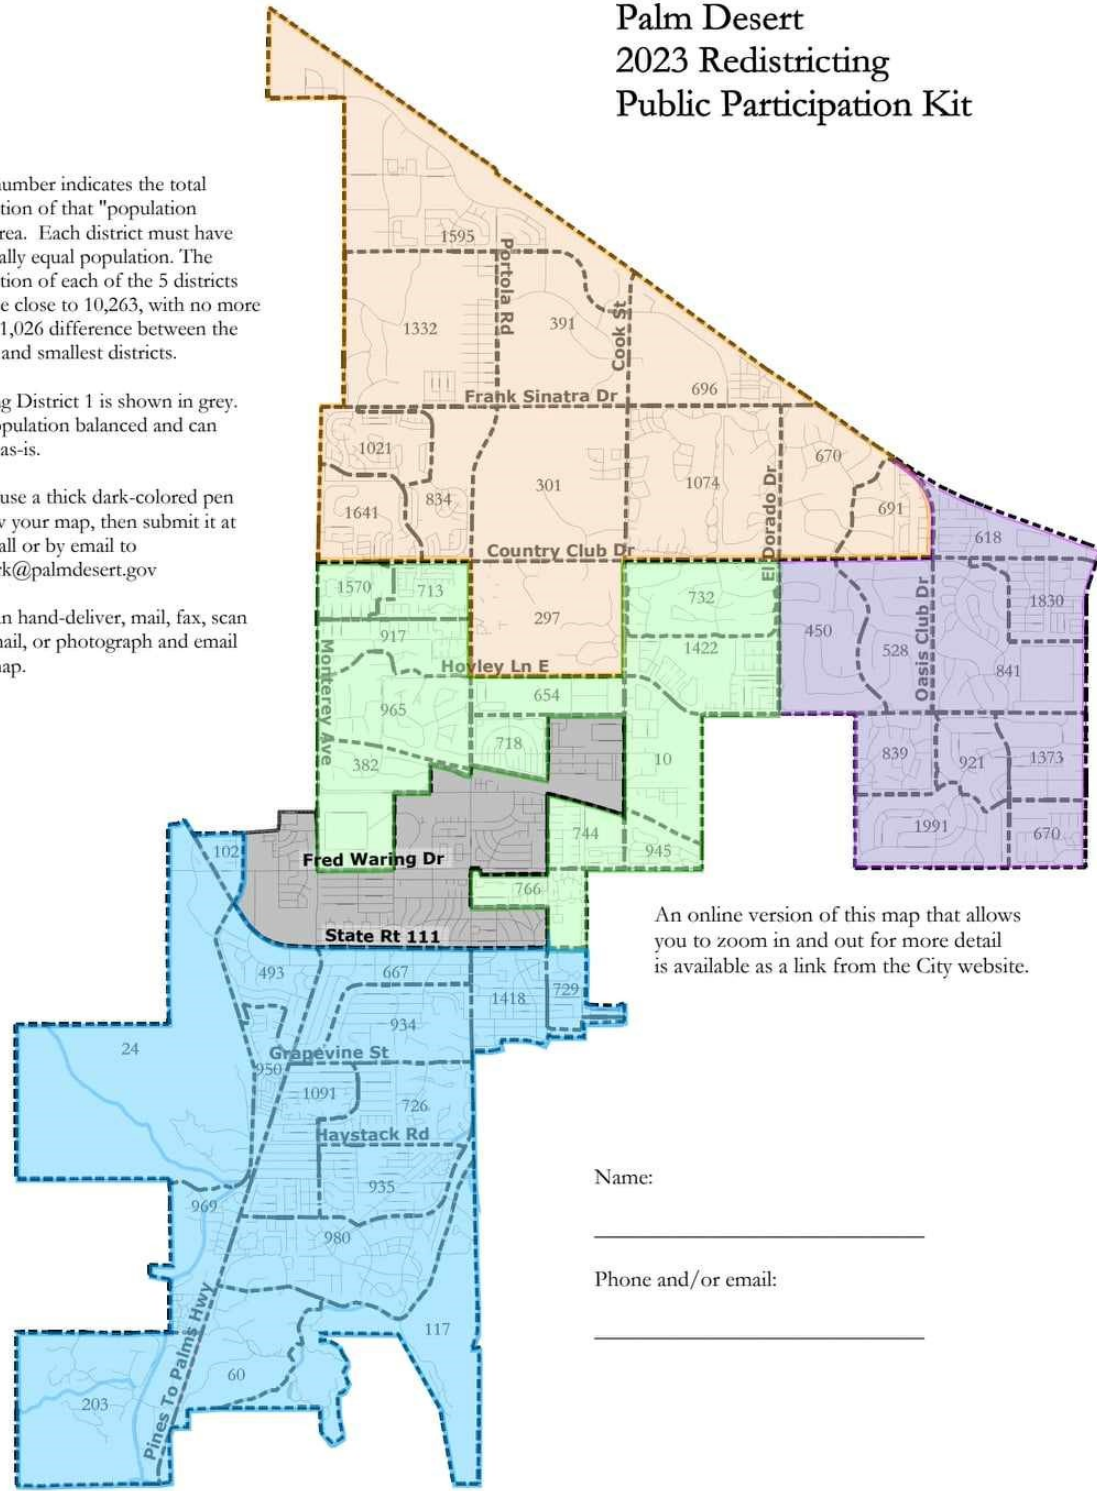 Palm Desert
2023 Redistricting
Public Participation Kit
number indicates the total
tion of that "population
rea. Each district must have
ally equal population. The
tion of each of the 5 districts
e close to 10,263, with no more
1,026 difference between the
and smallest districts.
ng District 1 is shown in grey.
opulation balanced and can
as-is.
use a thick dark-colored pen
w your map, then submit it at
all or by email to
rk@palmdesert.gov
an hand-deliver, mail, fax, scan
nail, or photograph and email
nap.
1595
Portola Rd
1332
391
Cook St
696
Frank Sinatra Dr
1021
834
1641
301
1074
El Dorado Dr
670
691
Country Club Dr
618
1570
713
297
732
450
528
Oasis Club Dr
1830
841
917
Monterey Ave
Hovley Ln E
1422
965
654
382
718
10
839
921
1373
1991
670
744
945
102
Fred Waring Dr
766
State Rt 111
An online version of this map that allows
you to zoom in and out for more detail
is available as a link from the City website.
493
667
1418
729
24
934
Grapevine St
950
1091
726
Haystack Rd
935
969
980
117
Pines To Palms Hwy
60
203
Name:
Phone and/or email: